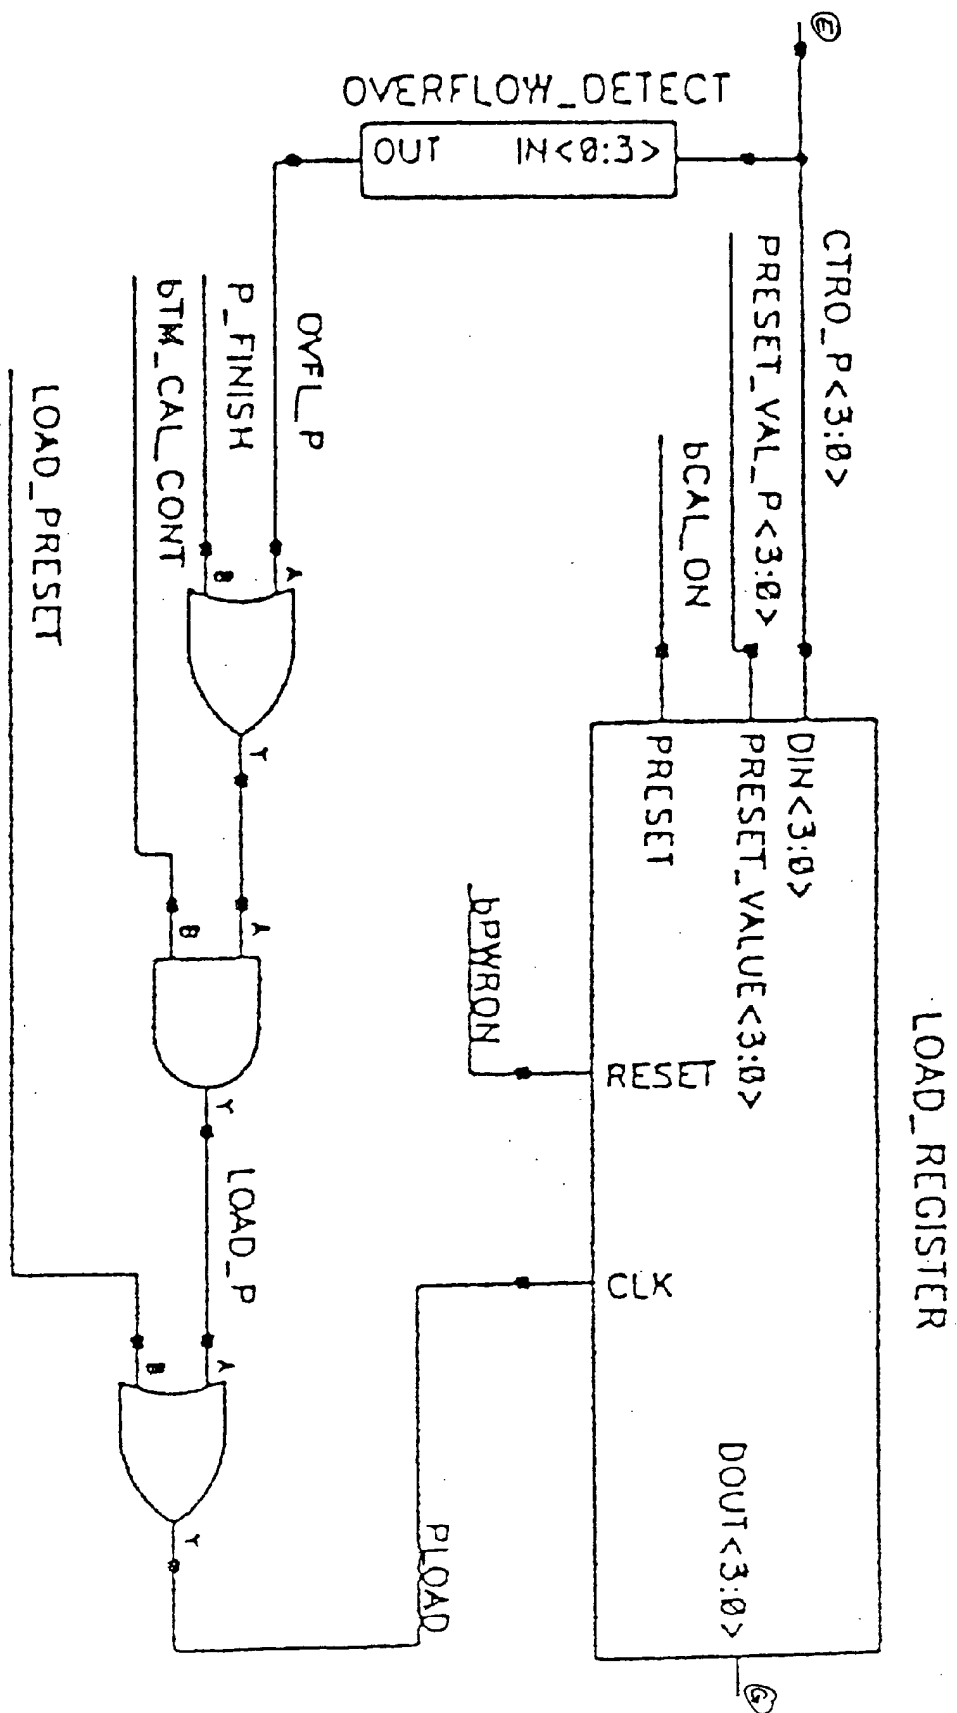 LOAD_REGISTER
E
CTRO_P<3:0>
DIN<3:0>
PRESET_VAL_P<3:0>
PRESET_VALUE<3:0>
DOUT<3:0>
G
bCAL_ON
PRESET
OVERFLOW_DETECT
OUT IN<0:3>
RESET
CLK
bPWRON
PLOAD
OVFL_P
P_FINISH
bTM_CAL_CONT
A
B
Y
A
B
Y
LOAD_P
A
B
Y
LOAD_PRESET